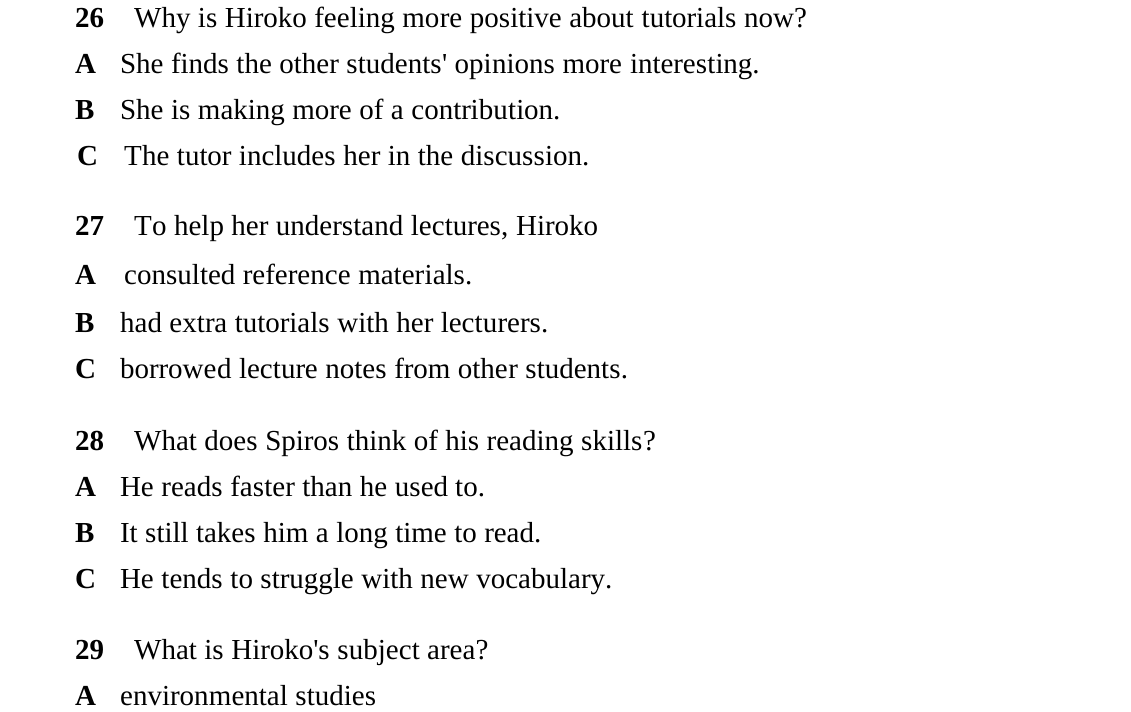 26 Why is Hiroko feeling more positive about tutorials now?
A She finds the other students' opinions more interesting.
B She is making more of a contribution.
C The tutor includes her in the discussion.
27 To help her understand lectures, Hiroko
A consulted reference materials.
B had extra tutorials with her lecturers.
C borrowed lecture notes from other students.
28 What does Spiros think of his reading skills?
A He reads faster than he used to.
B It still takes him a long time to read.
C He tends to struggle with new vocabulary.
29 What is Hiroko's subject area?
A environmental studies